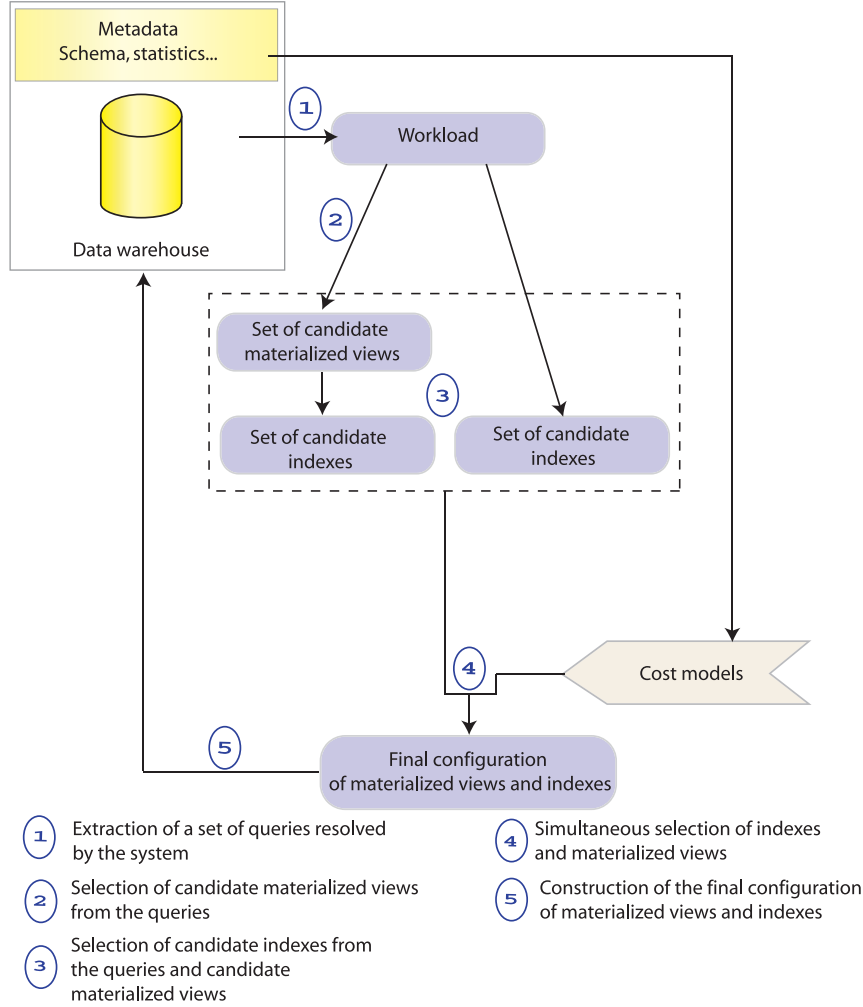 Metadata
Schema, statistics...
1
Workload
2
Data warehouse
Set of candidate
materialized views
3
Set of candidate
indexes
Set of candidate
indexes
4
Cost models
5
Final configuration
of materialized views and indexes
1 Extraction of a set of queries resolved
by the system
2 Selection of candidate materialized views
from the queries
3 Selection of candidate indexes from
the queries and candidate
materialized views
4 Simultaneous selection of indexes
and materialized views
5 Construction of the final configuration
of materialized views and indexes